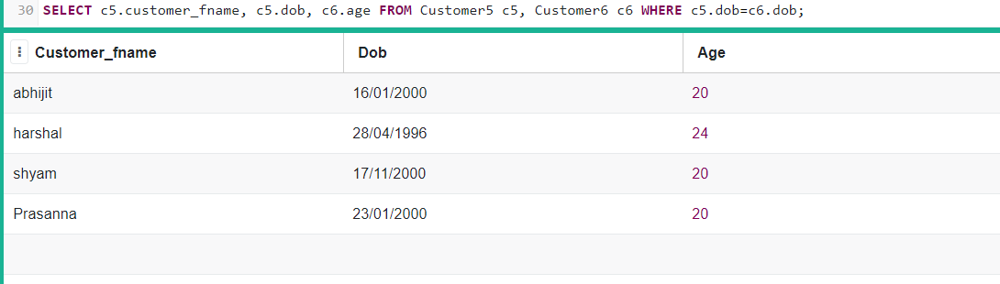 30 SELECT c5.customer_fname, c5.dob, c6.age FROM Customer5 c5, Customer6 c6 WHERE c5.dob=c6.dob;
Customer_fname Dob Age
abhijit 16/01/2000 20
harshal 28/04/1996 24
shyam 17/11/2000 20
Prasanna 23/01/2000 20